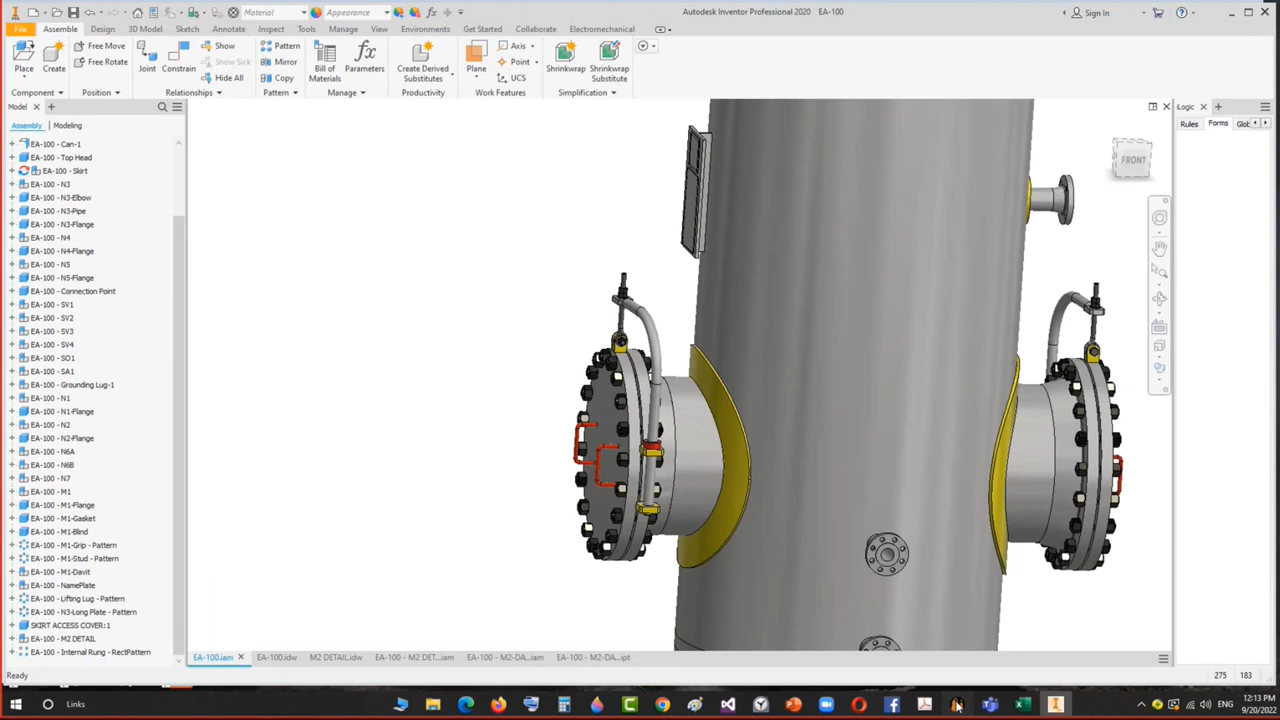 Material
Appearance
Autodesk Inventor Professional 2020 EA-100
Sign In
File
Assemble
Design
3D Model
Sketch
Annotate
Inspect
Tools
Manage
View
Environments
Get Started
Collaborate
Electromechanical
Place
Create
Free Move
Free Rotate
Joint
Constrain
Show
Show Sick
Hide All
Pattern
Mirror
Copy
Bill of Materials
Parameters
Create Derived Substitutes
Plane
Axis
Point
UCS
Shrinkwrap
Shrinkwrap Substitute
Component
Position
Relationships
Pattern
Manage
Productivity
Work Features
Simplification
Model
Assembly
Modeling
EA-100 - Can-1
EA-100 - Top Head
EA-100 - Skirt
EA-100 - N3
EA-100 - N3-Elbow
EA-100 - N3-Pipe
EA-100 - N3-Flange
EA-100 - N4
EA-100 - N4-Flange
EA-100 - N5
EA-100 - N5-Flange
EA-100 - Connection Point
EA-100 - SV1
EA-100 - SV2
EA-100 - SV3
EA-100 - SV4
EA-100 - SO1
EA-100 - SA1
EA-100 - Grounding Lug-1
EA-100 - N1
EA-100 - N1-Flange
EA-100 - N2
EA-100 - N2-Flange
EA-100 - N6A
EA-100 - N6B
EA-100 - N7
EA-100 - M1
EA-100 - M1-Flange
EA-100 - M1-Gasket
EA-100 - M1-Blind
EA-100 - M1-Grip - Pattern
EA-100 - M1-Stud - Pattern
EA-100 - M1-Davit
EA-100 - NamePlate
EA-100 - Lifting Lug - Pattern
EA-100 - N3-Long Plate - Pattern
SKIRT ACCESS COVER:1
EA-100 - M2 DETAIL
EA-100 - Internal Rung - RectPattern
FRONT
iLogic
Rules
Forms
Glob
EA-100.iam
EA-100.idw
M2 DETAIL.idw
EA-100 - M2 DET...iam
EA-100 - M2-DA...iam
EA-100 - M2-DA...ipt
Ready
275
183
Links
ENG
12:13 PM
9/20/2022